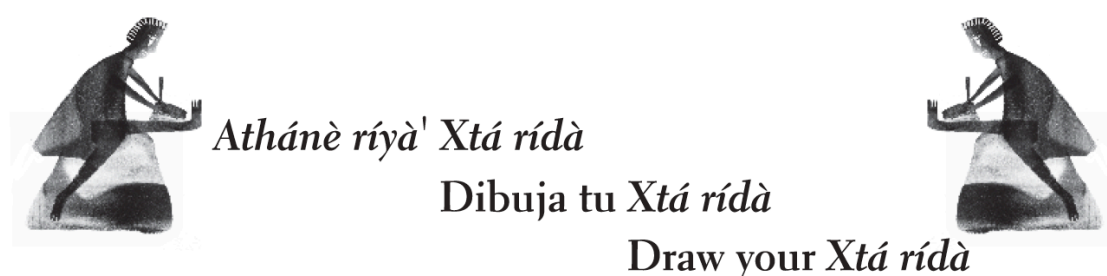 Athánè ríyà' Xtá rídà
Dibuja tu Xtá rídà
Draw your Xtá rídà